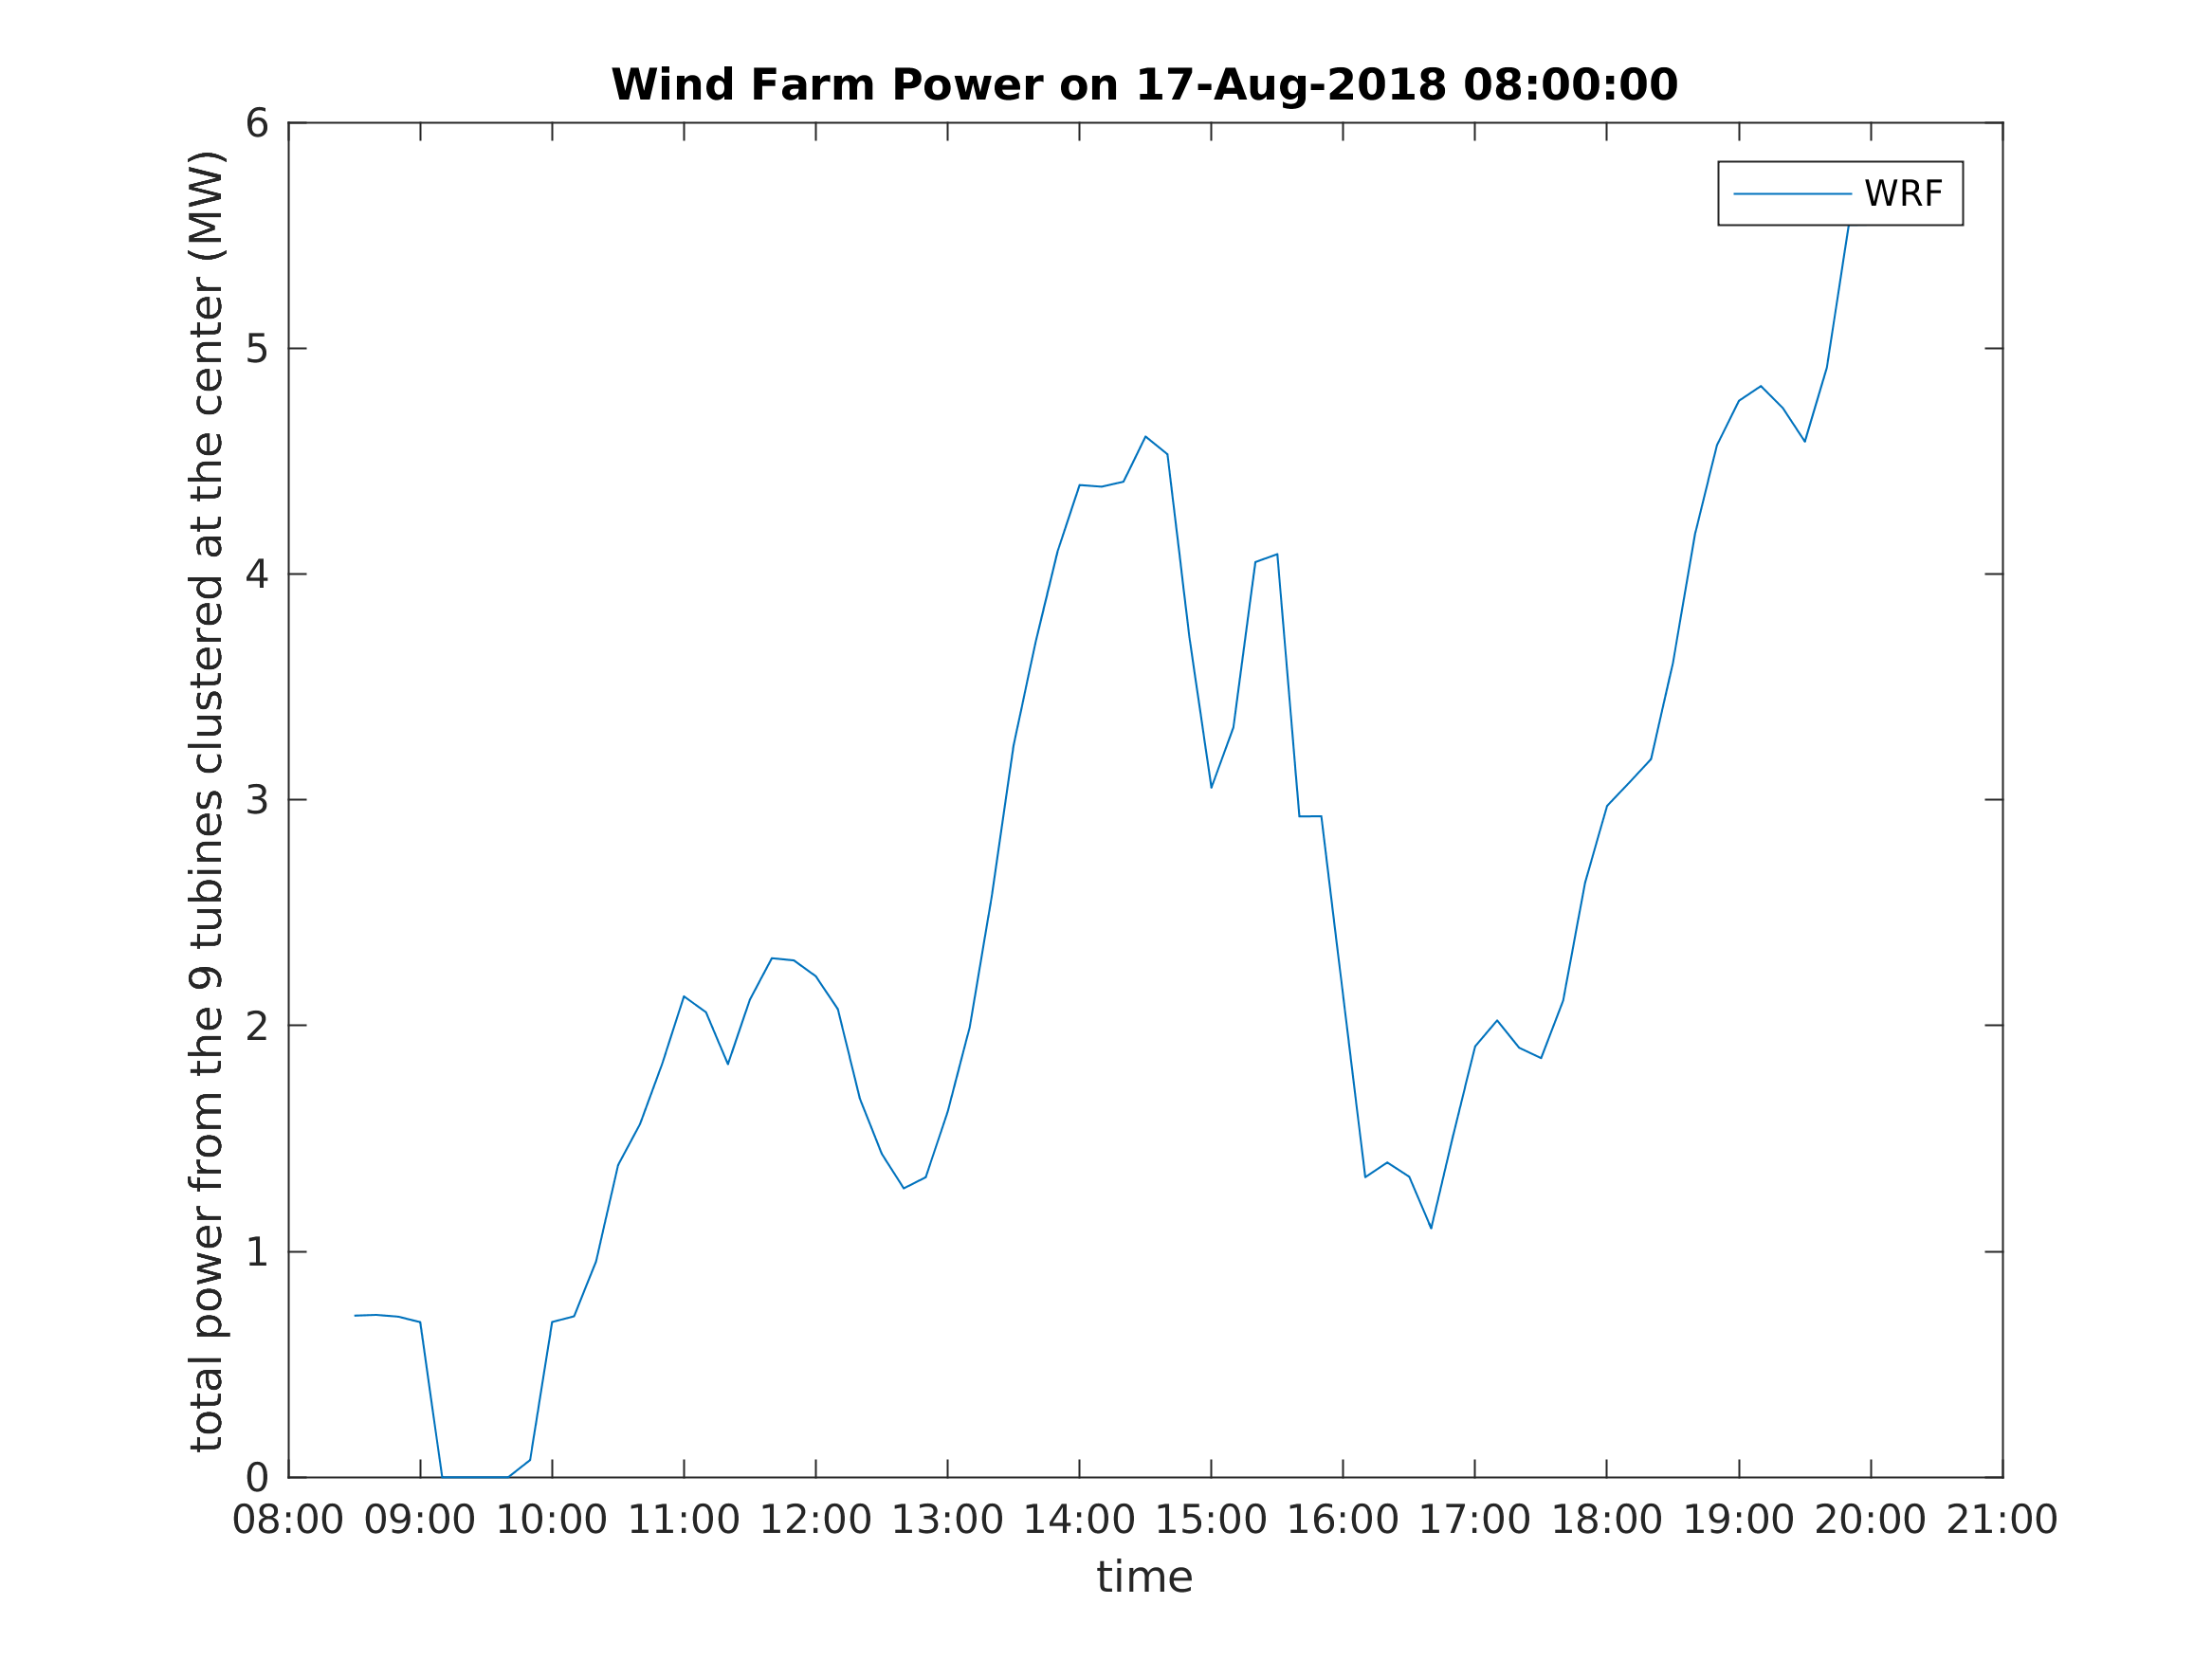 Wind Farm Power on 17-Aug-2018 08:00:00
total power from the 9 tubines clustered at the center (MW)
6
5
4
3
2
1
0
WRF
08:00 09:00 10:00 11:00 12:00 13:00 14:00 15:00 16:00 17:00 18:00 19:00 20:00 21:00
time